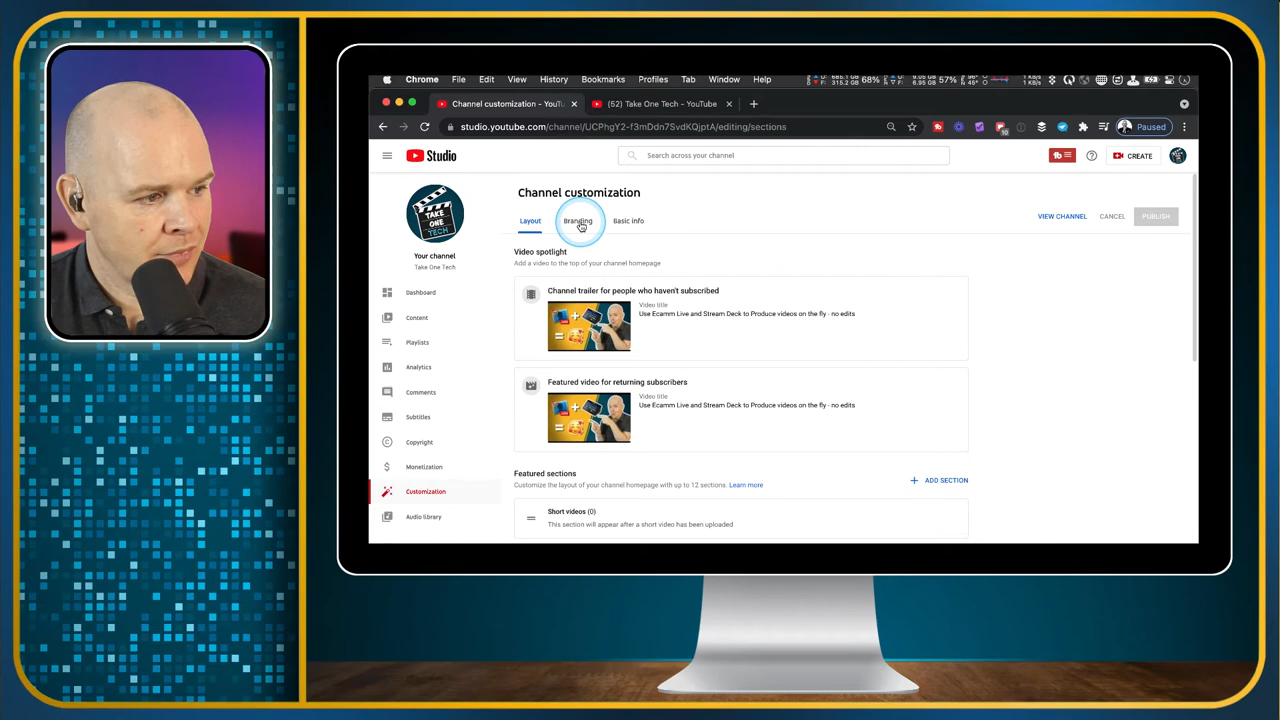 Chrome File Edit View History Bookmarks Profiles Tab Window Help
68% 57%
Channel customization - YouTu
(52) Take One Tech - YouTube
studio.youtube.com/channel/UCPhgY2-f3mDdn7SvdKQjptA/editing/sections
Paused
Studio
Search across your channel
CREATE
TAKE
ONE
TECH
Your channel
Take One Tech
Dashboard
Content
Playlists
Analytics
Comments
Subtitles
Copyright
Monetization
Customization
Audio library
Channel customization
Layout Branding Basic info
VIEW CHANNEL CANCEL PUBLISH
Video spotlight
Add a video to the top of your channel homepage
Channel trailer for people who haven't subscribed
Video title
Use Ecamm Live and Stream Deck to Produce videos on the fly - no edits
Featured video for returning subscribers
Video title
Use Ecamm Live and Stream Deck to Produce videos on the fly - no edits
Featured sections
Customize the layout of your channel homepage with up to 12 sections. Learn more
ADD SECTION
Short videos (0)
This section will appear after a short video has been uploaded